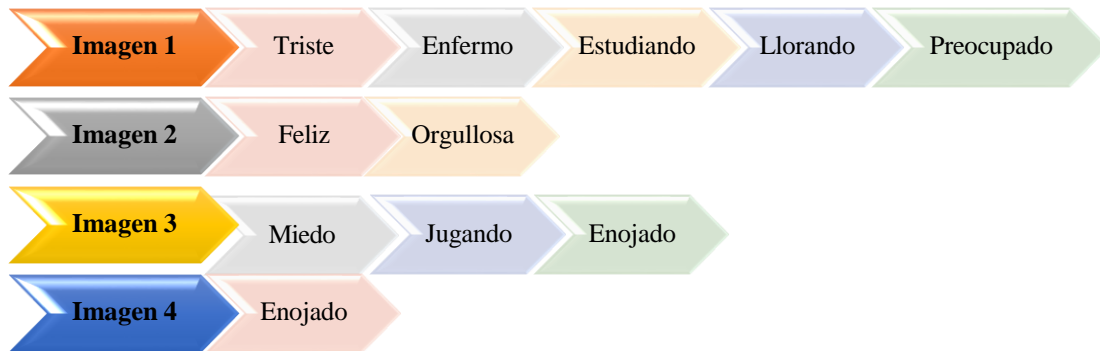 Imagen 1 Triste Enfermo Estudiando Llorando Preocupado
Imagen 2 Feliz Orgullosa
Imagen 3 Miedo Jugando Enojado
Imagen 4 Enojado